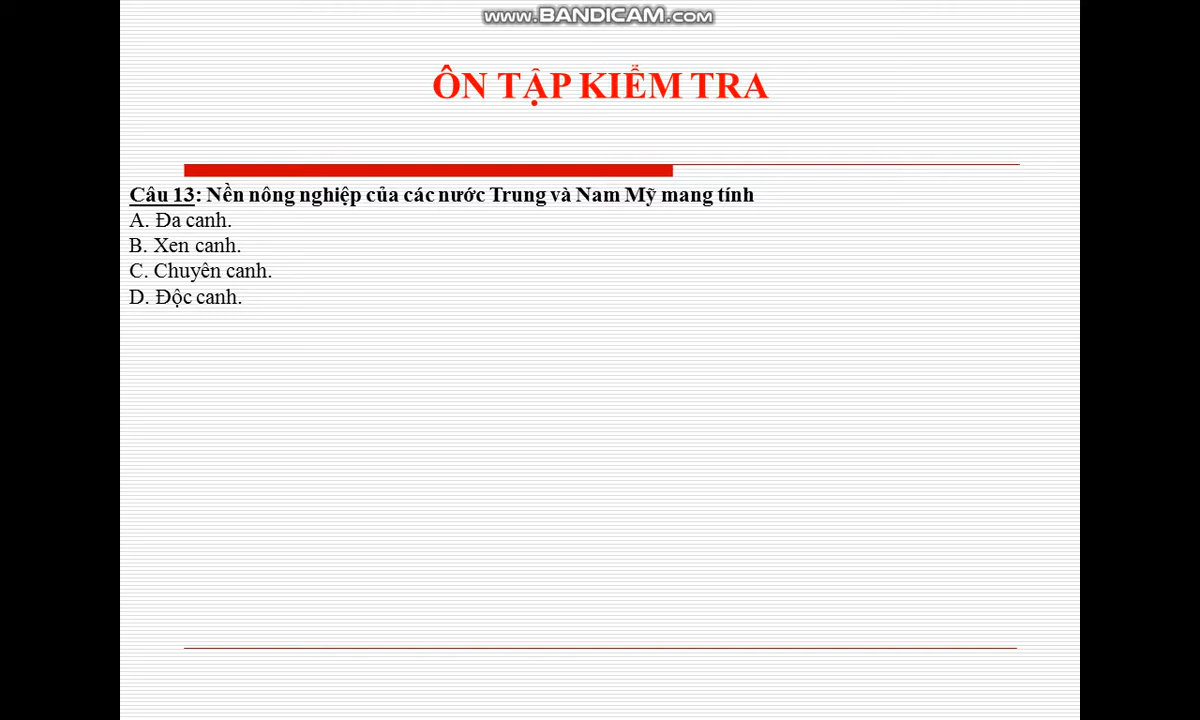 WWW.BANDICAM.COM
ÔN TẬP KIỂM TRA
Câu 13: Nền nông nghiệp của các nước Trung và Nam Mỹ mang tính
A. Đa canh.
B. Xen canh.
C. Chuyên canh.
D. Độc canh.